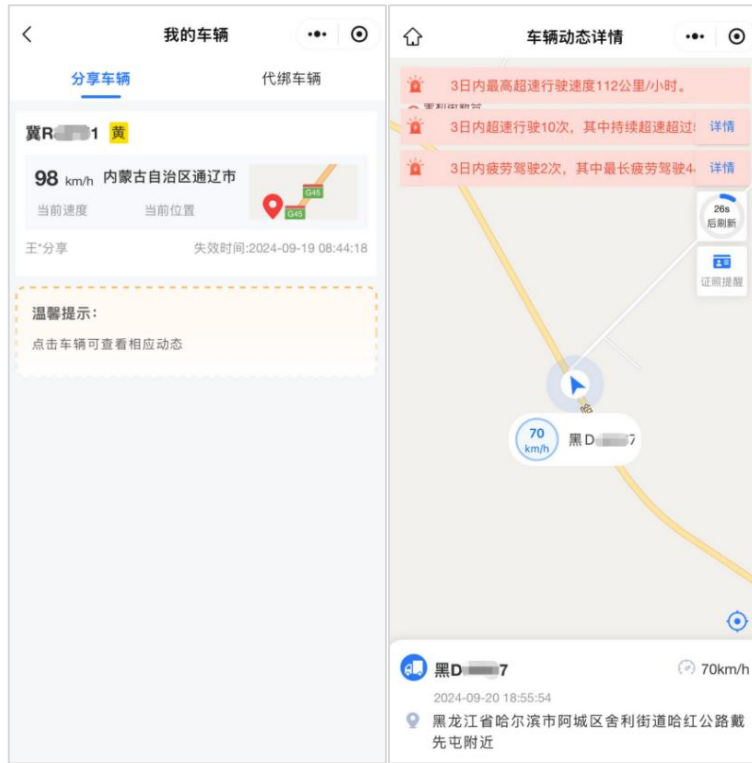 我的车辆
分享车辆
代绑车辆
冀R 1 黄
98 km/h 内蒙古自治区通辽市
当前速度 当前位置
G45
G45
王*分享 失效时间:2024-09-19 08:44:18
温馨提示：
点击车辆可查看相应动态
车辆动态详情
3日内最高超速行驶速度112公里/小时。
3日内超速行驶10次，其中持续超速超过 详情
3日内疲劳驾驶2次，其中最长疲劳驾驶4 详情
26s
后刷新
证照提醒
哈
70
km/h
黑D 7
黑D 7 70km/h
2024-09-20 18:55:54
黑龙江省哈尔滨市阿城区舍利街道哈红公路戴
先屯附近